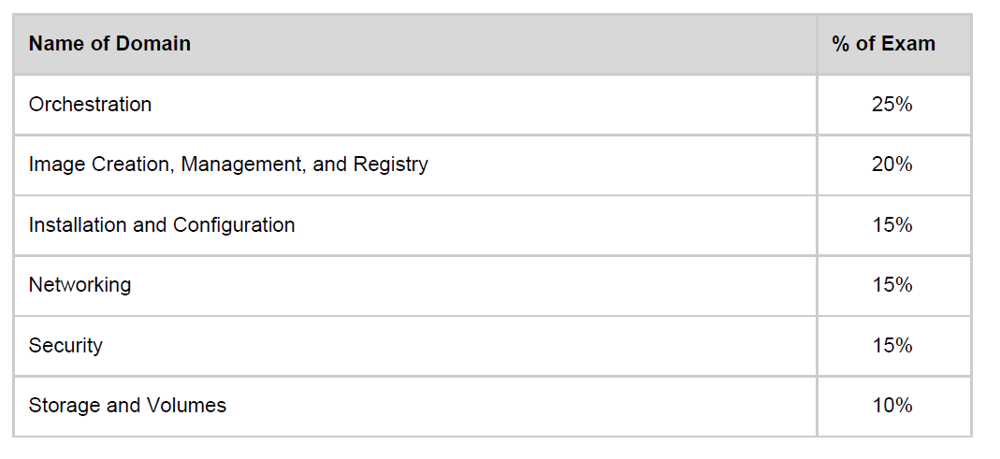 Name of Domain % of Exam
Orchestration 25%
Image Creation, Management, and Registry 20%
Installation and Configuration 15%
Networking 15%
Security 15%
Storage and Volumes 10%